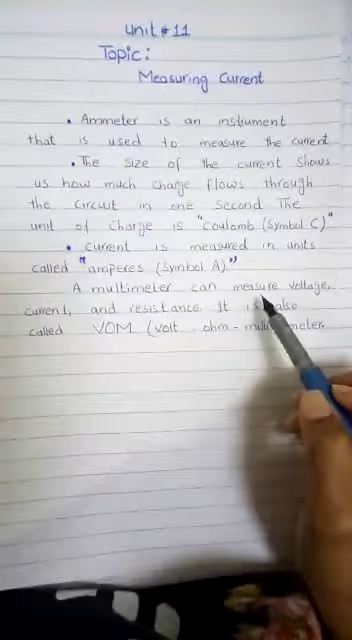 Unit # 11
Topic:
Measuring Current
• Ammeter is an instrument
that is used to measure the current
• The size of the current shows
us how much charge flows through
the circuit in one second The
unit of charge is "Coulomb (Symbol C)"
• Current is measured in units
called "amperes (Symbol A)"
A multimeter can measure voltage,
current, and resistance. It is also
called VOM (volt - ohm -